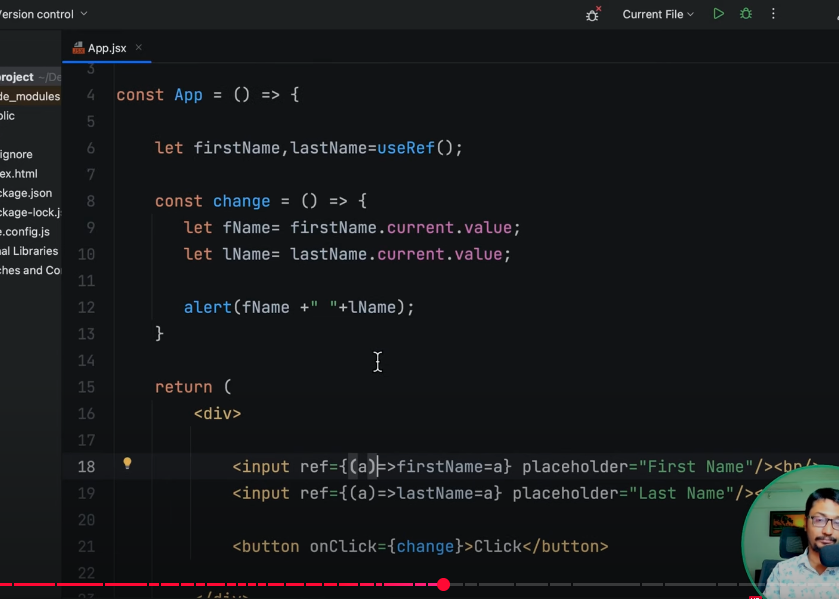 ersion control
Current File
App.jsx
roject ~/De
de_modules
blic
ignore
ex.html
ckage.json
ckage-lock.js
e.config.js
nal Libraries
ches and Co
3
4 const App = () => {
5
6 let firstName,lastName=useRef();
7
8 const change = () => {
9 let fName= firstName.current.value;
10 let lName= lastName.current.value;
11
12 alert(fName +" "+lName);
13 }
14
15 return (
16 <div>
17
18 <input ref={(a)=>firstName=a} placeholder="First Name"/><br/>
19 <input ref={(a)=>lastName=a} placeholder="Last Name"/><
20
21 <button onClick={change}>Click</button>
22
23 </div>